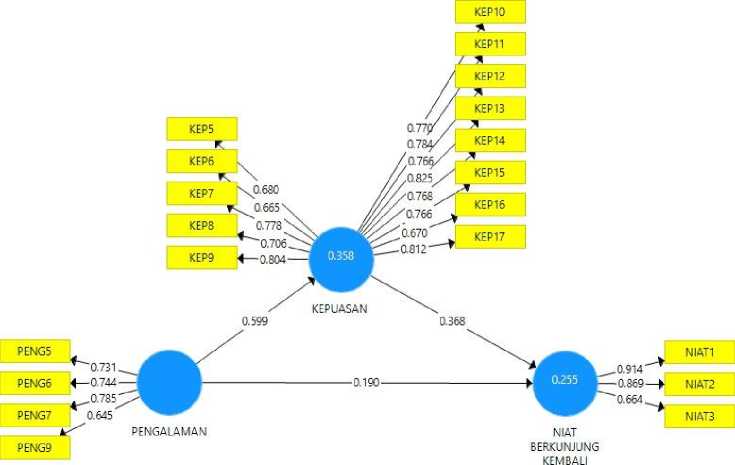 KEP10
KEP11
KEP12
KEP13
KEP14
KEP15
KEP16
KEP17
0.770
0.784
0.766
0.825
0.768
0.766
0.670
0.812
KEP5
KEP6
KEP7
KEP8
KEP9
0.680
0.665
0.778
0.706
0.804
0.358
KEPUASAN
0.599
0.368
PENG5
PENG6
PENG7
PENG9
0.731
0.744
0.785
0.645
PENGALAMAN
0.190
0.255
NIAT
BERKUNJUNG
KEMBALI
0.914
0.869
0.664
NIAT1
NIAT2
NIAT3